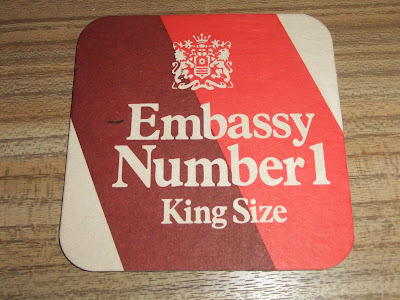 Embassy
Number 1
King Size